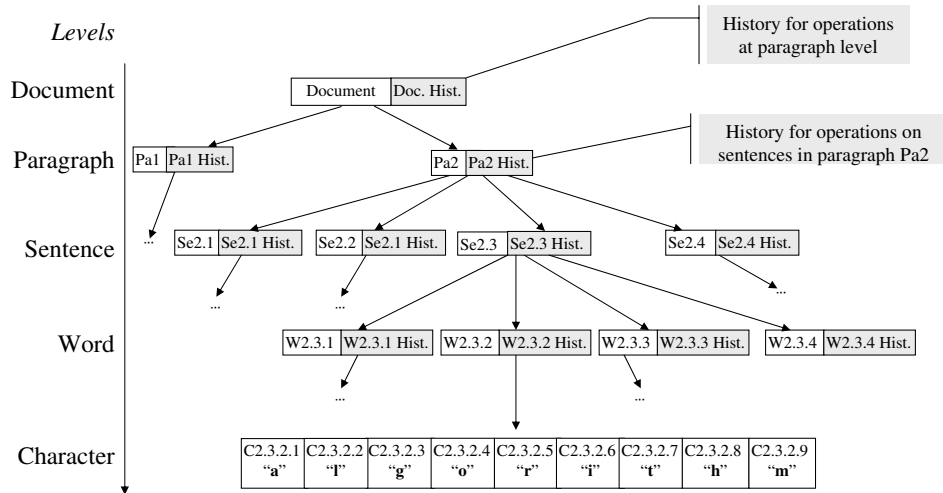 Levels
History for operations
at paragraph level
Document
Document Doc. Hist.
History for operations on
sentences in paragraph Pa2
Paragraph
Pa1 Pa1 Hist. Pa2 Pa2 Hist.
...
Sentence
Se2.1 Se2.1 Hist. Se2.2 Se2.1 Hist. Se2.3 Se2.3 Hist. Se2.4 Se2.4 Hist.
... ... ...
Word
W2.3.1 W2.3.1 Hist. W2.3.2 W2.3.2 Hist. W2.3.3 W2.3.3 Hist. W2.3.4 W2.3.4 Hist.
... ...
Character
C2.3.2.1 C2.3.2.2 C2.3.2.3 C2.3.2.4 C2.3.2.5 C2.3.2.6 C2.3.2.7 C2.3.2.8 C2.3.2.9
“a” “l” “g” “o” “r” “i” “t” “h” “m”